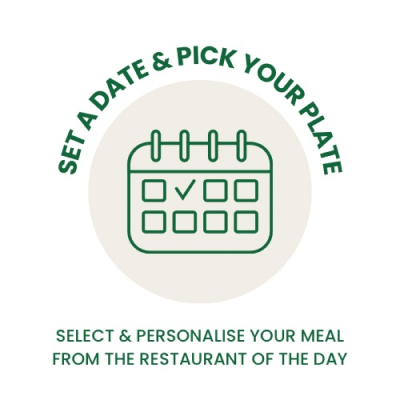 SET A DATE & PICK YOUR PLATE
SELECT & PERSONALISE YOUR MEAL
FROM THE RESTAURANT OF THE DAY